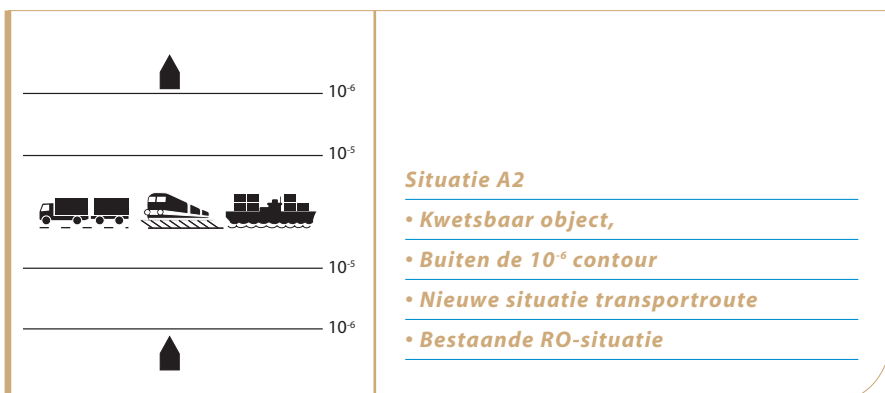 10⁻⁶
10⁻⁵
10⁻⁵
10⁻⁶
Situatie A2
• Kwetsbaar object,
• Buiten de 10⁻⁶ contour
• Nieuwe situatie transportroute
• Bestaande RO-situatie